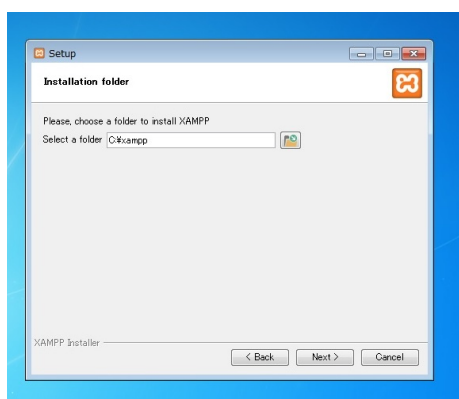 Setup
Installation folder
Please, choose a folder to install XAMPP
Select a folder C:¥xampp
XAMPP Installer
< Back Next > Cancel